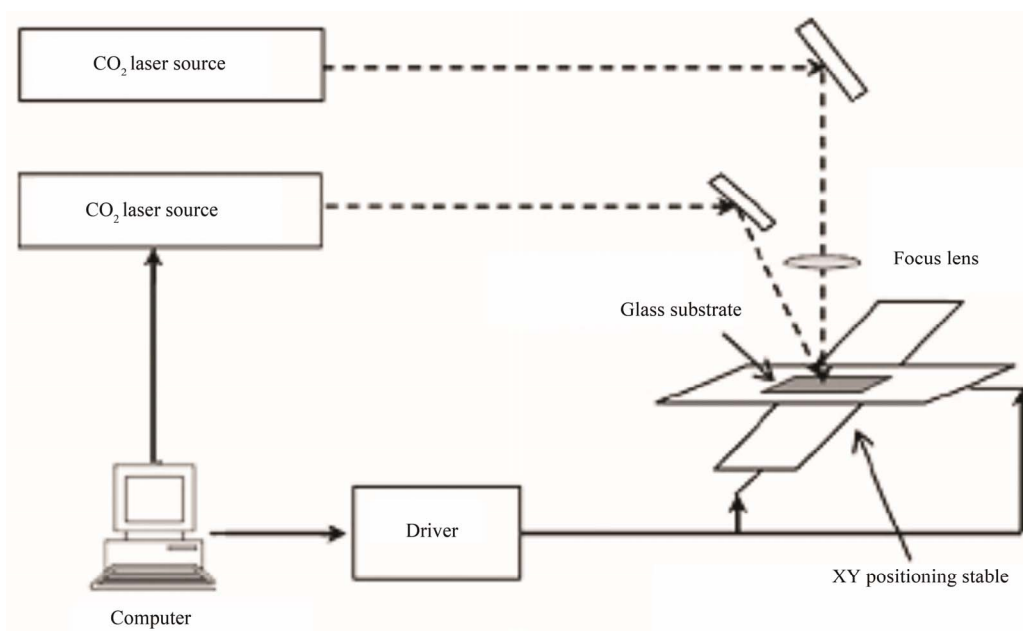 CO₂ laser source
CO₂ laser source
Focus lens
Glass substrate
Driver
XY positioning stable
Computer